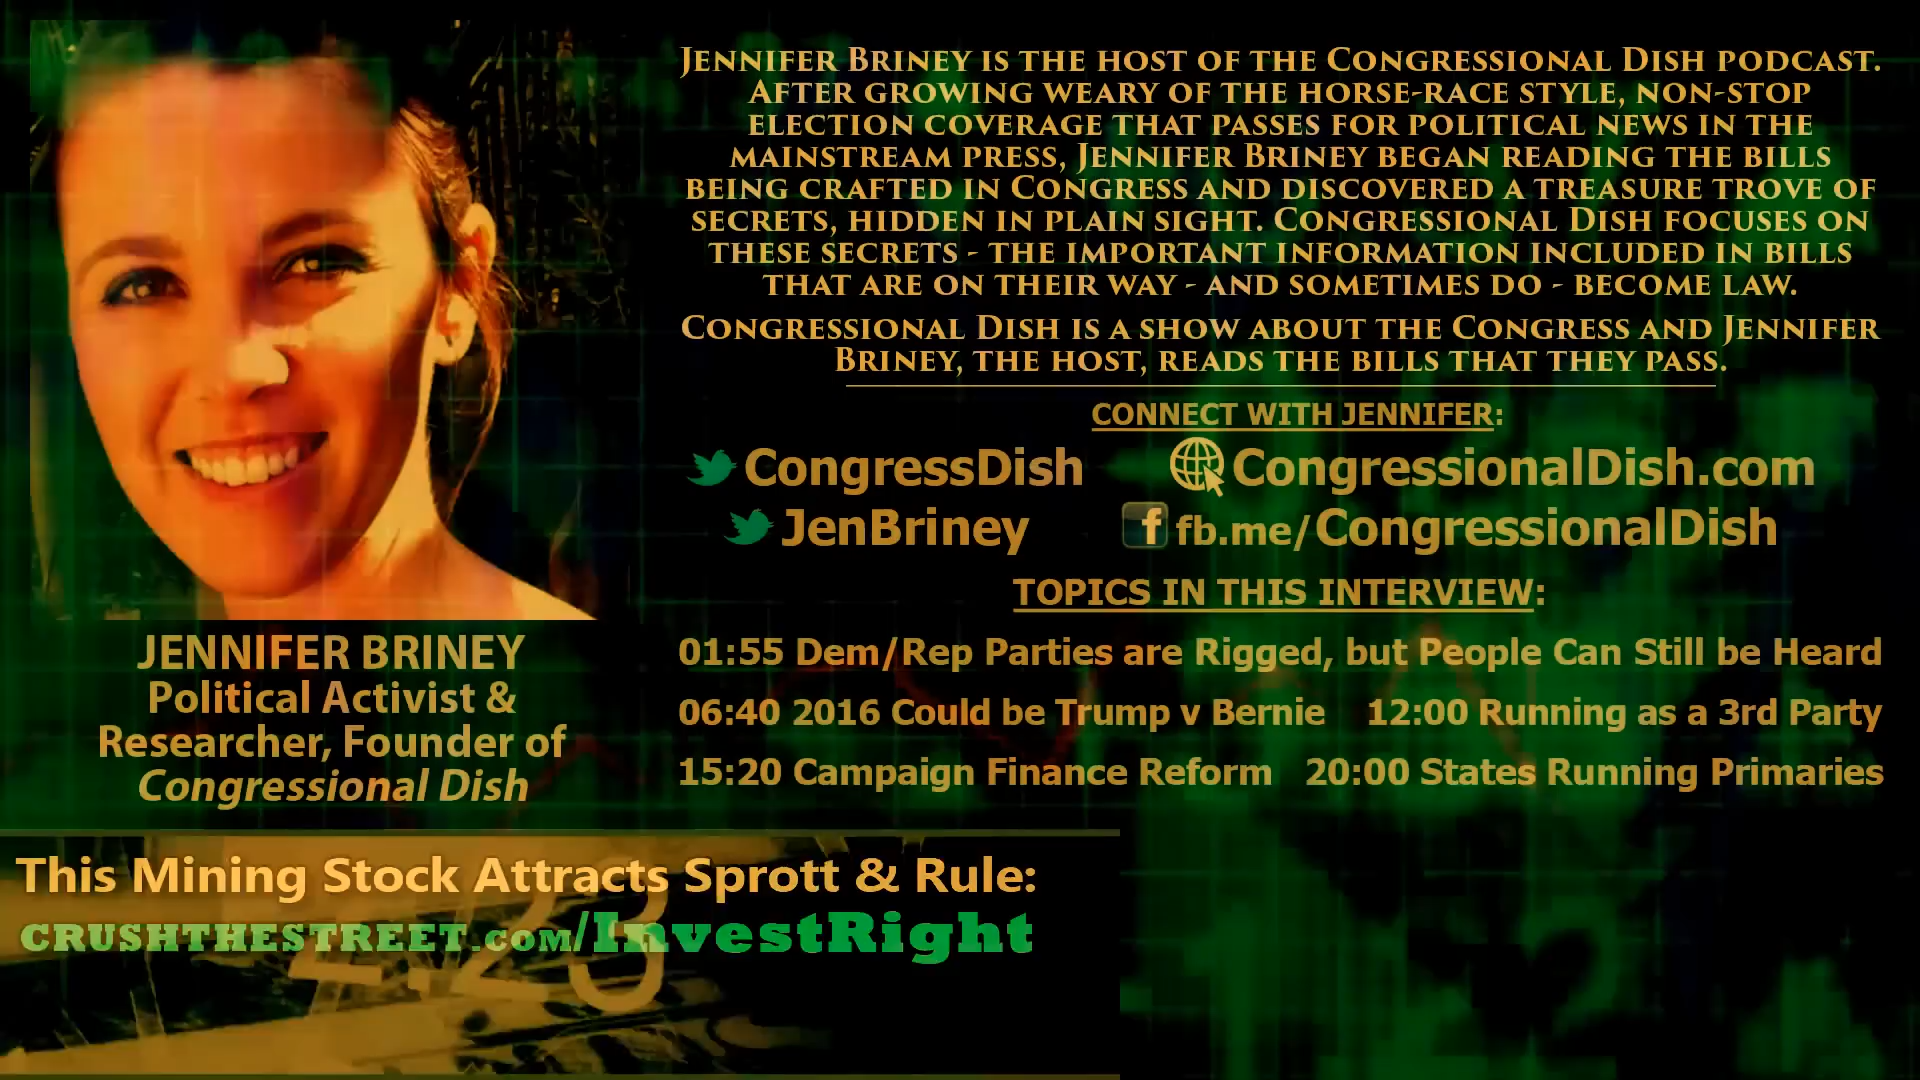 JENNIFER BRINEY IS THE HOST OF THE CONGRESSIONAL DISH PODCAST.
AFTER GROWING WEARY OF THE HORSE-RACE STYLE, NON-STOP
ELECTION COVERAGE THAT PASSES FOR POLITICAL NEWS IN THE
MAINSTREAM PRESS, JENNIFER BRINEY BEGAN READING THE BILLS
BEING CRAFTED IN CONGRESS AND DISCOVERED A TREASURE TROVE OF
SECRETS, HIDDEN IN PLAIN SIGHT. CONGRESSIONAL DISH FOCUSES ON
THESE SECRETS - THE IMPORTANT INFORMATION INCLUDED IN BILLS
THAT ARE ON THEIR WAY - AND SOMETIMES DO - BECOME LAW.
CONGRESSIONAL DISH IS A SHOW ABOUT THE CONGRESS AND JENNIFER
BRINEY, THE HOST, READS THE BILLS THAT THEY PASS.
CONNECT WITH JENNIFER:
CongressDish CongressionalDish.com
JenBriney fb.me/CongressionalDish
TOPICS IN THIS INTERVIEW:
01:55 Dem/Rep Parties are Rigged, but People Can Still be Heard
06:40 2016 Could be Trump v Bernie 12:00 Running as a 3rd Party
15:20 Campaign Finance Reform 20:00 States Running Primaries
JENNIFER BRINEY
Political Activist &
Researcher, Founder of
Congressional Dish
This Mining Stock Attracts Sprott & Rule:
CRUSHTHESTREET.COM/InvestRight